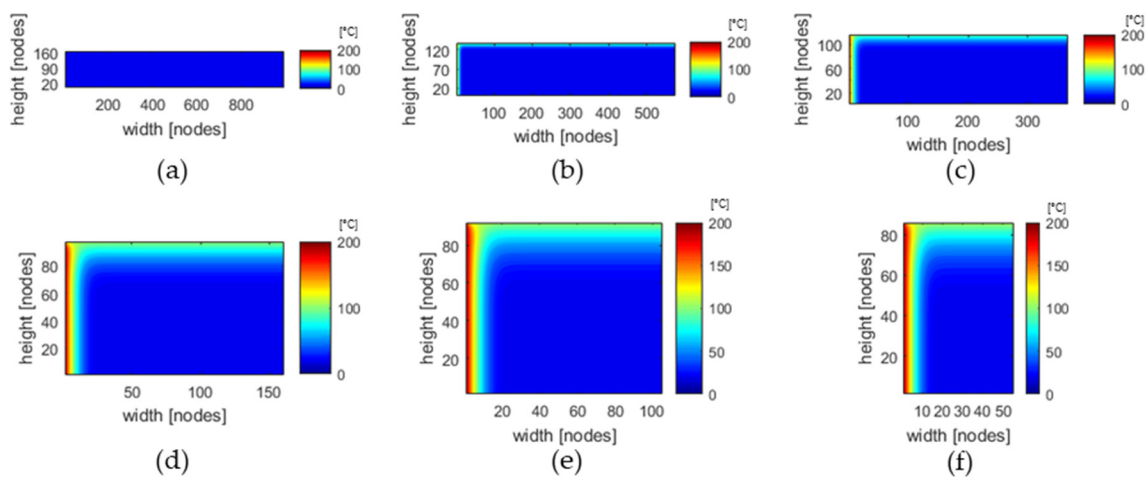 [°C]
height [nodes]
160
90
20
200
100
0
200 400 600 800
width [nodes]
(a)
[°C]
height [nodes]
120
70
20
200
100
0
100 200 300 400 500
width [nodes]
(b)
[°C]
height [nodes]
100
60
20
200
100
0
100 200 300
width [nodes]
(c)
[°C]
height [nodes]
80
60
40
20
200
100
0
50 100 150
width [nodes]
(d)
[°C]
height [nodes]
80
60
40
20
200
150
100
50
0
20 40 60 80 100
width [nodes]
(e)
[°C]
height [nodes]
80
60
40
20
200
150
100
50
0
10 20 30 40 50
width [nodes]
(f)